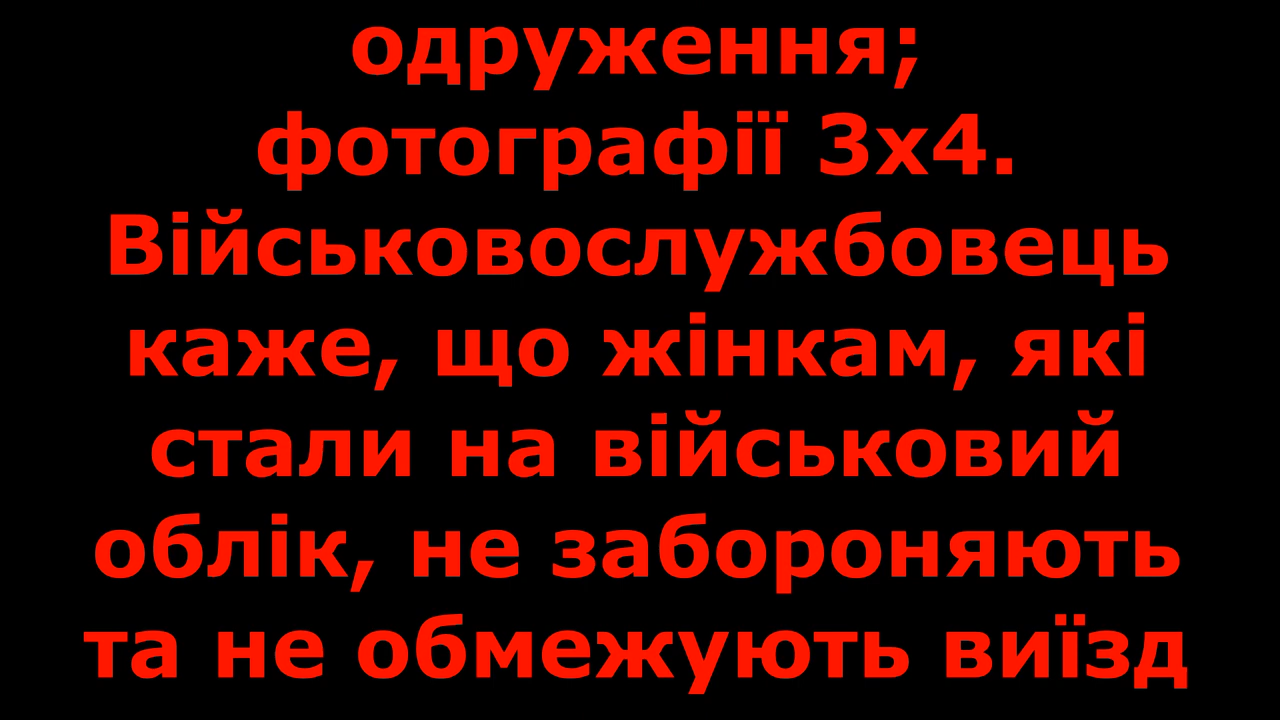 одруження;
фотографії 3х4.
Військовослужбовець
каже, що жінкам, які
стали на військовий
облік, не забороняють
та не обмежують виїзд